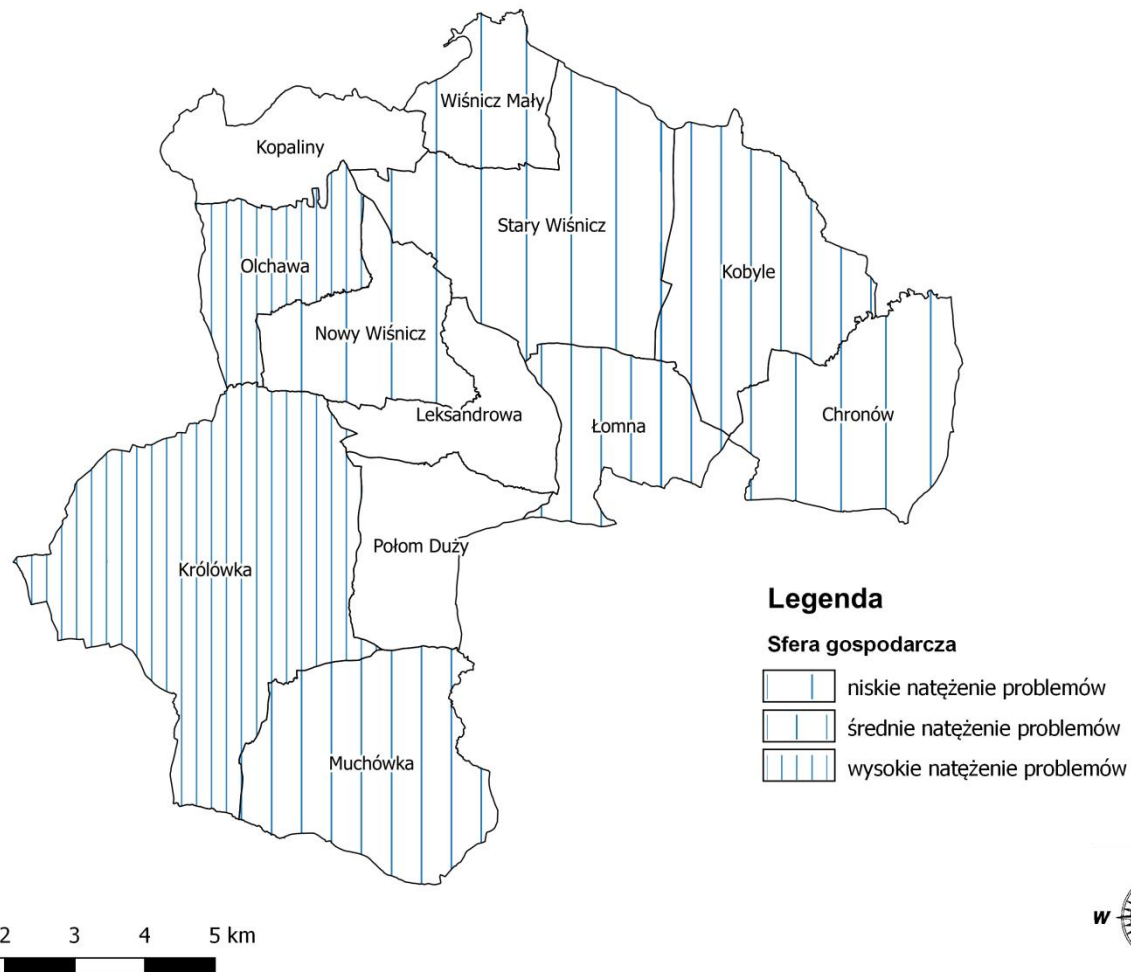 Wiśnicz Mały
Kopaliny
Stary Wiśnicz
Olchawa
Kobyle
Nowy Wiśnicz
Leksandrowa
Chronów
Łomna
Połom Duży
Królówka
Muchówka
Legenda
Sfera gospodarcza
niskie natężenie problemów
średnie natężenie problemów
wysokie natężenie problemów
W
2 3 4 5 km